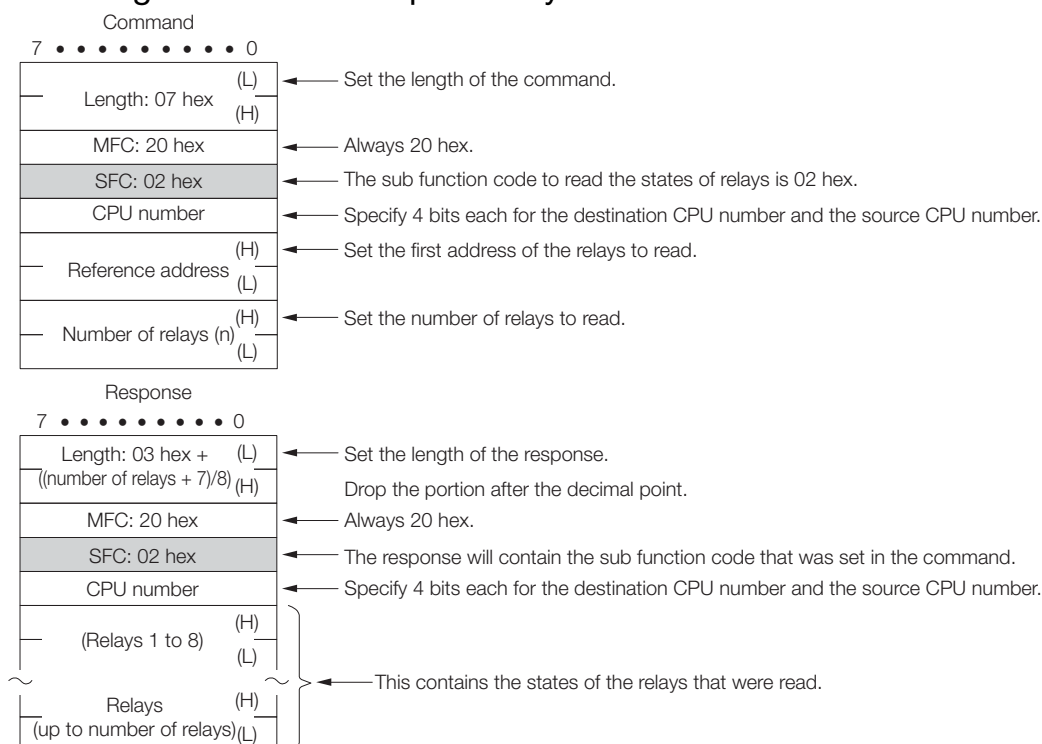 Command
7 • • • • • • • • • 0
Length: 07 hex (L) Set the length of the command.
(H)
MFC: 20 hex Always 20 hex.
SFC: 02 hex The sub function code to read the states of relays is 02 hex.
CPU number Specify 4 bits each for the destination CPU number and the source CPU number.
Reference address (H) Set the first address of the relays to read.
(L)
Number of relays (n) (H) Set the number of relays to read.
(L)
Response
7 • • • • • • • • • 0
Length: 03 hex + (L) Set the length of the response.
((number of relays + 7)/8) (H) Drop the portion after the decimal point.
MFC: 20 hex Always 20 hex.
SFC: 02 hex The response will contain the sub function code that was set in the command.
CPU number Specify 4 bits each for the destination CPU number and the source CPU number.
(Relays 1 to 8) (H)
(L)
This contains the states of the relays that were read.
Relays (H)
(up to number of relays) (L)